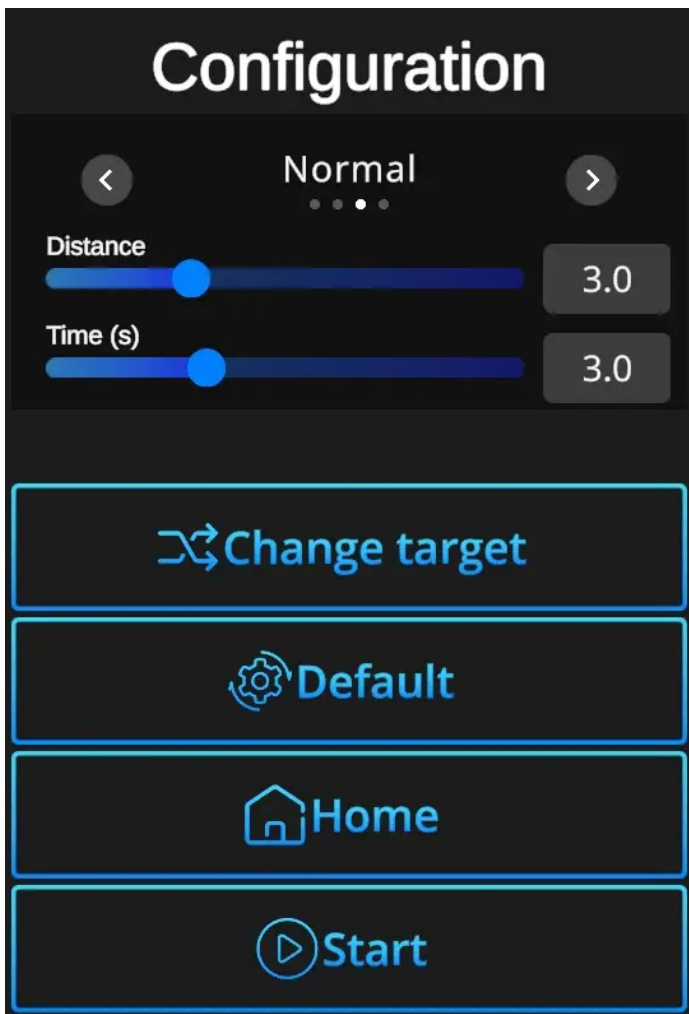 Configuration
Normal
Distance
3.0
Time (s)
3.0
Change target
Default
Home
Start